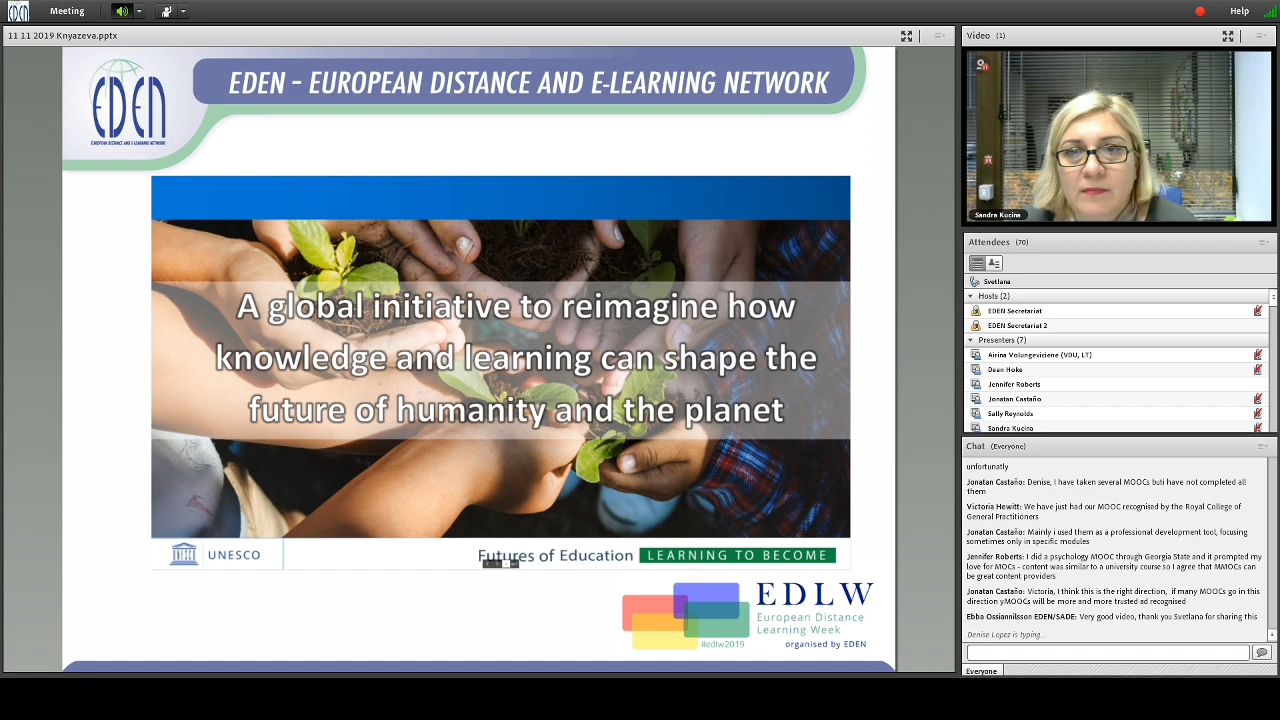 Meeting
Help
11 11 2019 Knyazeva.pptx
EDEN
EUROPEAN DISTANCE AND E-LEARNING NETWORK
EDEN - EUROPEAN DISTANCE AND E-LEARNING NETWORK
A global initiative to reimagine how
knowledge and learning can shape the
future of humanity and the planet
UNESCO
Futures of Education LEARNING TO BECOME
EDLW
European Distance
Learning Week
#edlw2019
organised by EDEN
Video (1)
Sandra Kucina
Attendees (70)
Svetlana
Hosts (2)
EDEN Secretariat
EDEN Secretariat 2
Presenters (7)
Airina Volungeviciene (VDU, LT)
Dean Hoke
Jennifer Roberts
Jonatan Castaño
Sally Reynolds
Sandra Kucina
Chat (Everyone)
unfortunatly
Jonatan Castaño: Denise, I have taken several MOOCs buti have not completed all
them
Victoria Hewitt: We have just had our MOOC recognised by the Royal College of
General Practitioners
Jonatan Castaño: Mainly i used them as a professional development tool, focusing
sometimes only in specific modules
Jennifer Roberts: I did a psychology MOOC through Georgia State and it prompted my
love for MOCs - content was similar to a university course so I agree that MMOCs can
be great content providers
Jonatan Castaño: Victoria, I think this is the right direction, if many MOOCs go in this
direction yMOOCs will be more and more trusted ad recognised
Ebba Ossiannilsson EDEN/SADE: Very good video, thank you Svetlana for sharing this
Denise Lopez is typing...
Everyone